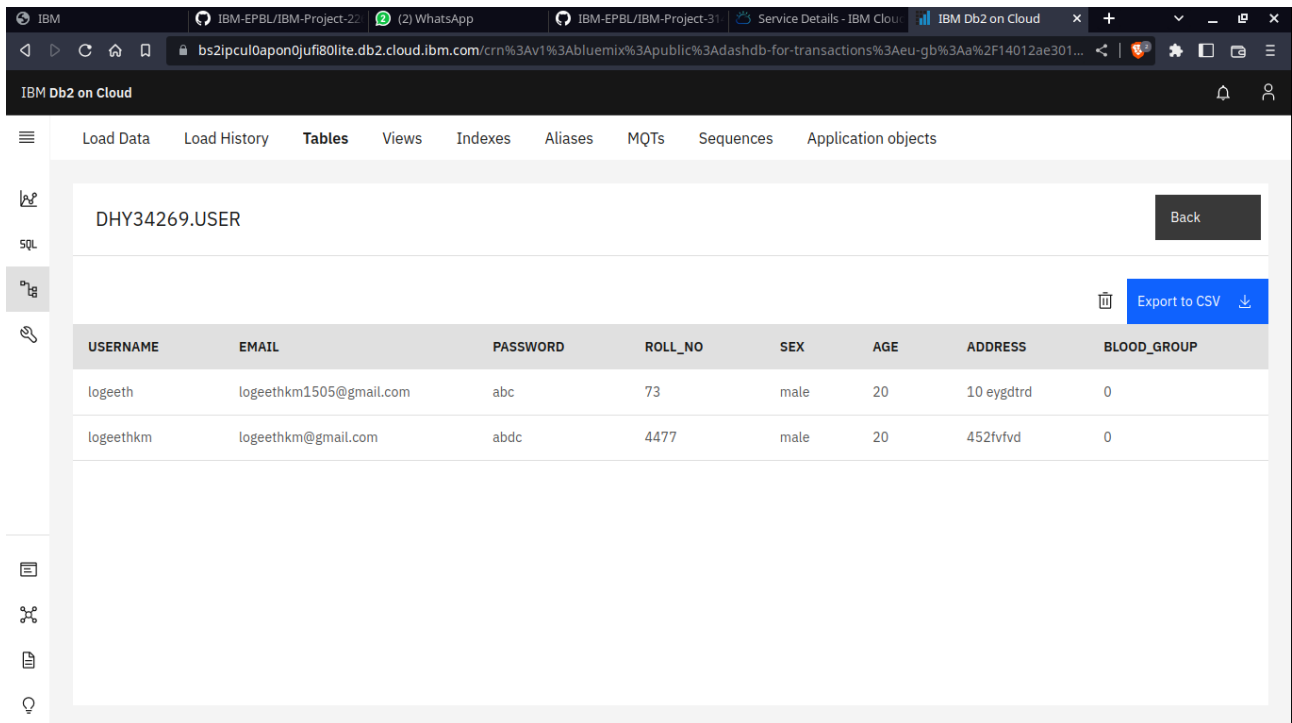 IBM IBM-EPBL/IBM-Project-22 (2) WhatsApp IBM-EPBL/IBM-Project-31- Service Details - IBM Clou IBM Db2 on Cloud
bs2ipcul0apon0jufi80lite.db2.cloud.ibm.com/crn%3Av1%3Abluemix%3Apublic%3Adashdb-for-transactions%3Aeu-gb%3Aa%2F14012ae301...
IBM Db2 on Cloud
Load Data Load History Tables Views Indexes Aliases MQTs Sequences Application objects
DHY34269.USER Back
SQL
Export to CSV
USERNAME EMAIL PASSWORD ROLL_NO SEX AGE ADDRESS BLOOD_GROUP
logeeth logeethkm1505@gmail.com abc 73 male 20 10 eygdtrd 0
logeethkm logeethkm@gmail.com abdc 4477 male 20 452fvfvd 0